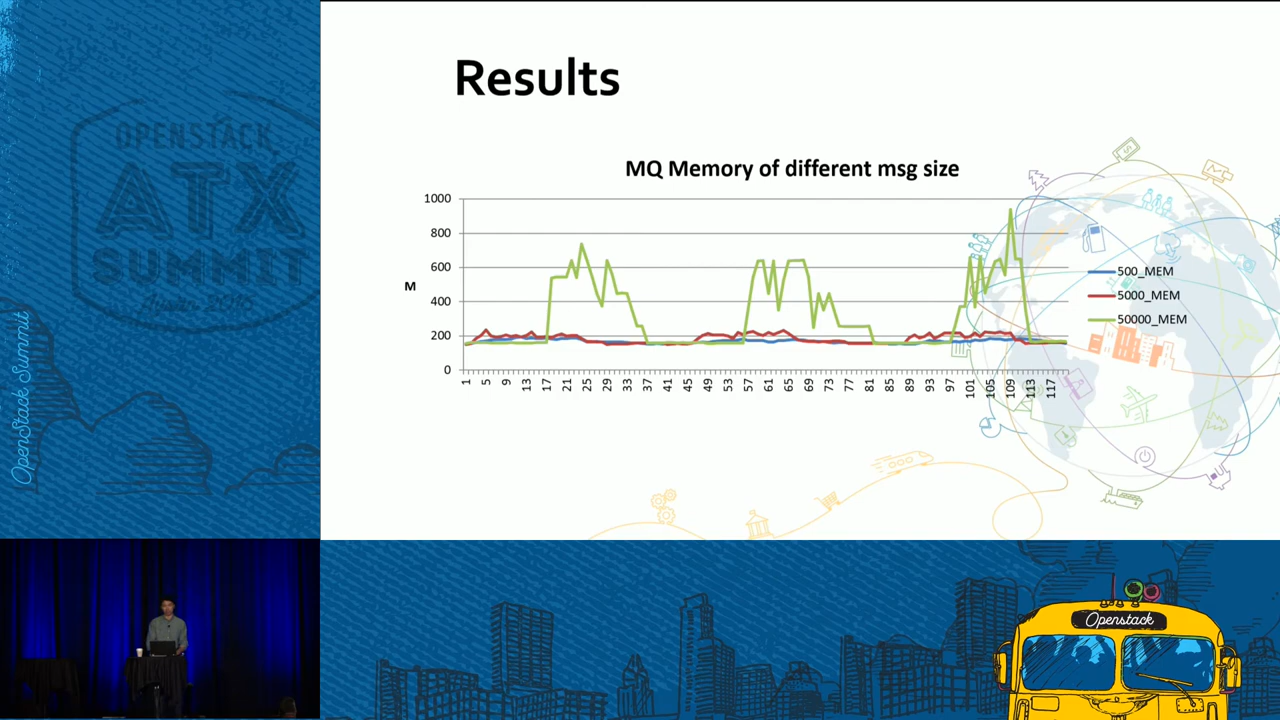 OPENSTACK
ATX
SUMMIT
OpenStack Summit
Results
MQ Memory of different msg size
1000
800
600
400
200
0
M
1 5 9 13 17 21 25 29 33 37 41 45 49 53 57 61 65 69 73 77 81 85 89 93 97 101 105 109 113 117
500_MEM
5000_MEM
50000_MEM
Openstack